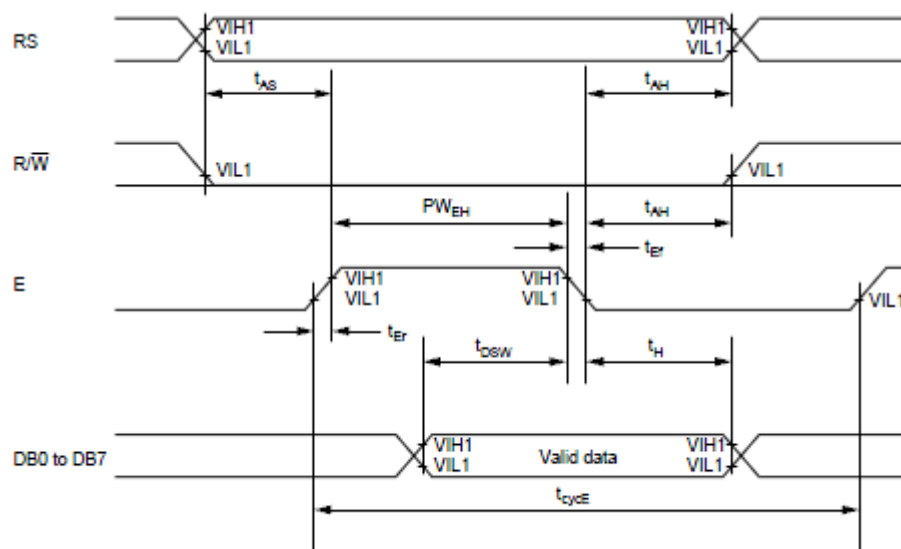 RS
VIH1 VIH1
VIL1 VIL1
tAS tAH
R/W̅
VIL1 VIL1
PWEH tAH
tEf
E
VIH1 VIH1
VIL1 VIL1 VIL1
tEr
tDSW tH
DB0 to DB7
VIH1 VIH1
VIL1 Valid data VIL1
tcycE